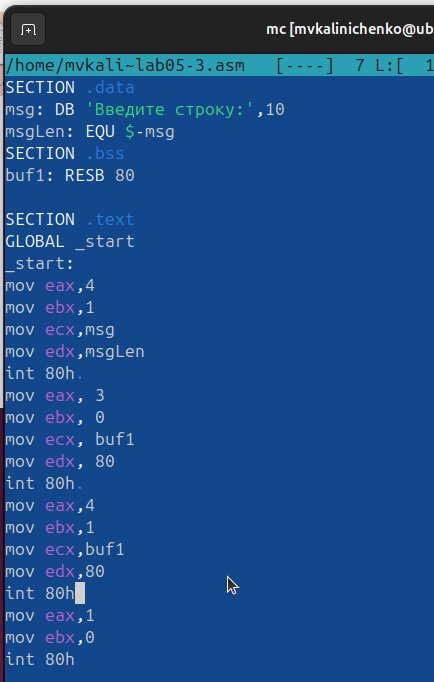 mc [mvkalinichenko@ub
/home/mvkali~lab05-3.asm [----] 7 L:[ 1
SECTION .data
msg: DB 'Введите строку:',10
msgLen: EQU $-msg
SECTION .bss
buf1: RESB 80
SECTION .text
GLOBAL _start
_start:
mov eax,4
mov ebx,1
mov ecx,msg
mov edx,msgLen
int 80h.
mov eax, 3
mov ebx, 0
mov ecx, buf1
mov edx, 80
int 80h.
mov eax,4
mov ebx,1
mov ecx,buf1
mov edx,80
int 80h
mov eax,1
mov ebx,0
int 80h